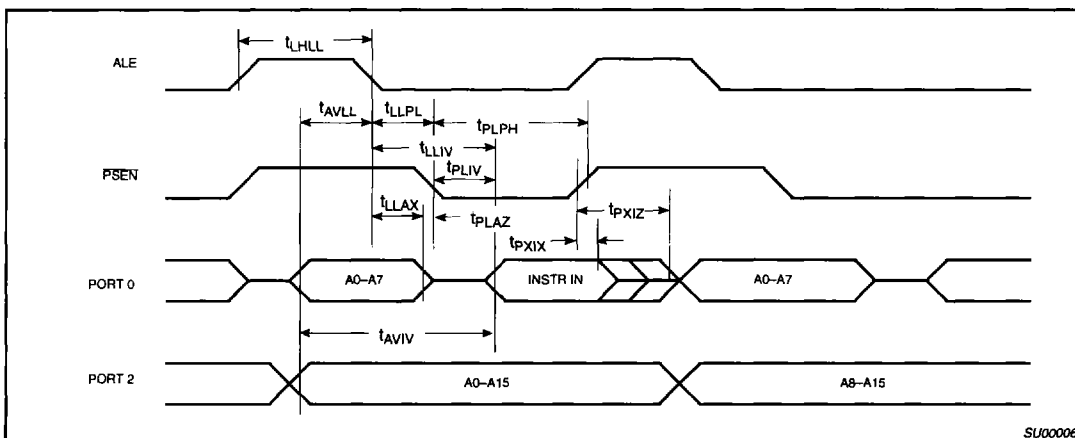 tLHLL
ALE
tAVLL tLLPL tPLPH
tLLIV
PSEN tPLIV
tLLAX tPLAZ tPXIZ
tPXIX
PORT 0 A0–A7 INSTR IN A0–A7
tAVIV
PORT 2 A0–A15 A8–A15
SU00006